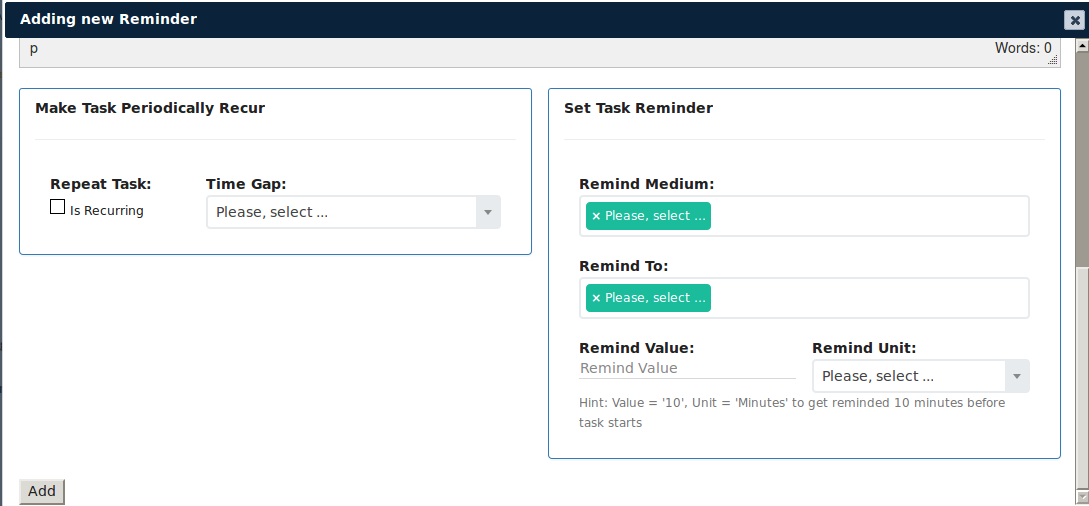 Adding new Reminder
p
Words: 0
Make Task Periodically Recur
Repeat Task:
Is Recurring
Time Gap:
Please, select ...
Set Task Reminder
Remind Medium:
× Please, select ...
Remind To:
× Please, select ...
Remind Value:
Remind Value
Remind Unit:
Please, select ...
Hint: Value = '10', Unit = 'Minutes' to get reminded 10 minutes before
task starts
Add